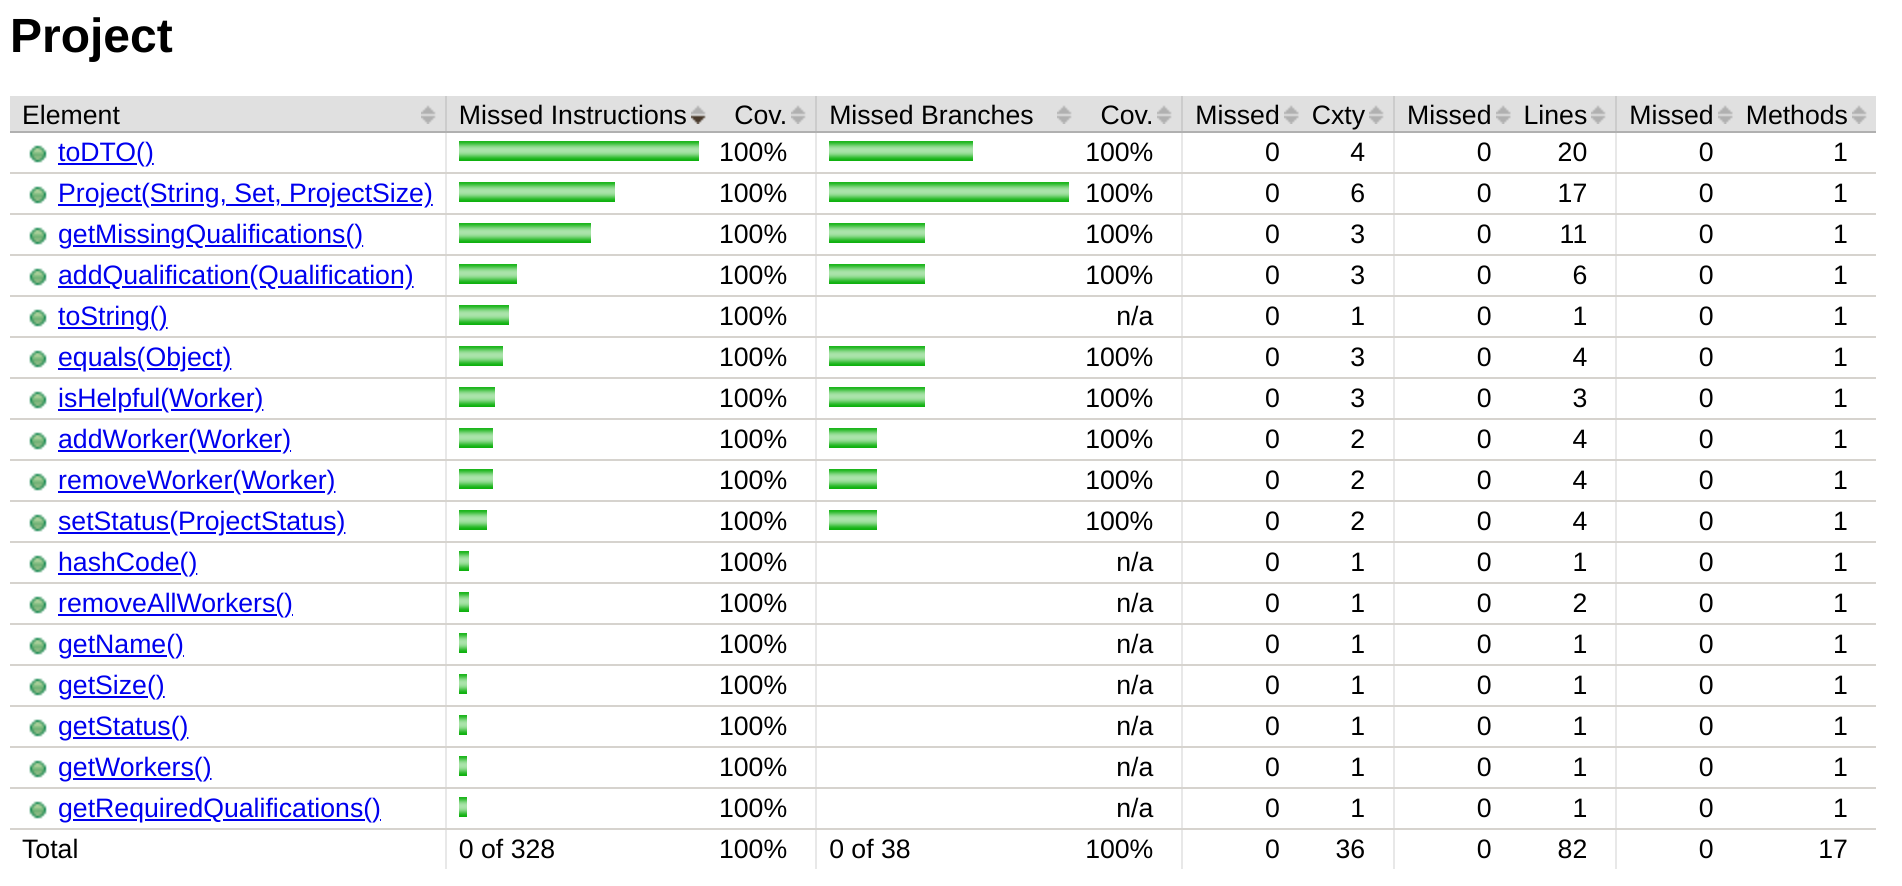 Project
Element Missed Instructions Cov. Missed Branches Cov. Missed Cxty Missed Lines Missed Methods
toDTO() 100% 100% 0 4 0 20 0 1
Project(String, Set, ProjectSize) 100% 100% 0 6 0 17 0 1
getMissingQualifications() 100% 100% 0 3 0 11 0 1
addQualification(Qualification) 100% 100% 0 3 0 6 0 1
toString() 100% n/a 0 1 0 1 0 1
equals(Object) 100% 100% 0 3 0 4 0 1
isHelpful(Worker) 100% 100% 0 3 0 3 0 1
addWorker(Worker) 100% 100% 0 2 0 4 0 1
removeWorker(Worker) 100% 100% 0 2 0 4 0 1
setStatus(ProjectStatus) 100% 100% 0 2 0 4 0 1
hashCode() 100% n/a 0 1 0 1 0 1
removeAllWorkers() 100% n/a 0 1 0 2 0 1
getName() 100% n/a 0 1 0 1 0 1
getSize() 100% n/a 0 1 0 1 0 1
getStatus() 100% n/a 0 1 0 1 0 1
getWorkers() 100% n/a 0 1 0 1 0 1
getRequiredQualifications() 100% n/a 0 1 0 1 0 1
Total 0 of 328 100% 0 of 38 100% 0 36 0 82 0 17